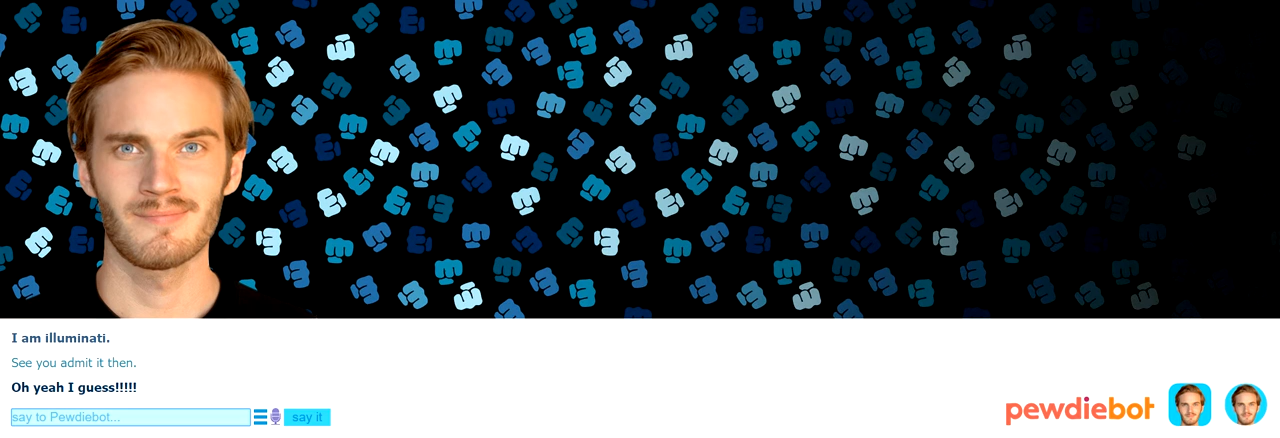 I am illuminati.
See you admit it then.
Oh yeah I guess!!!!!
say to Pewdiebot...
say it
pewdiebot